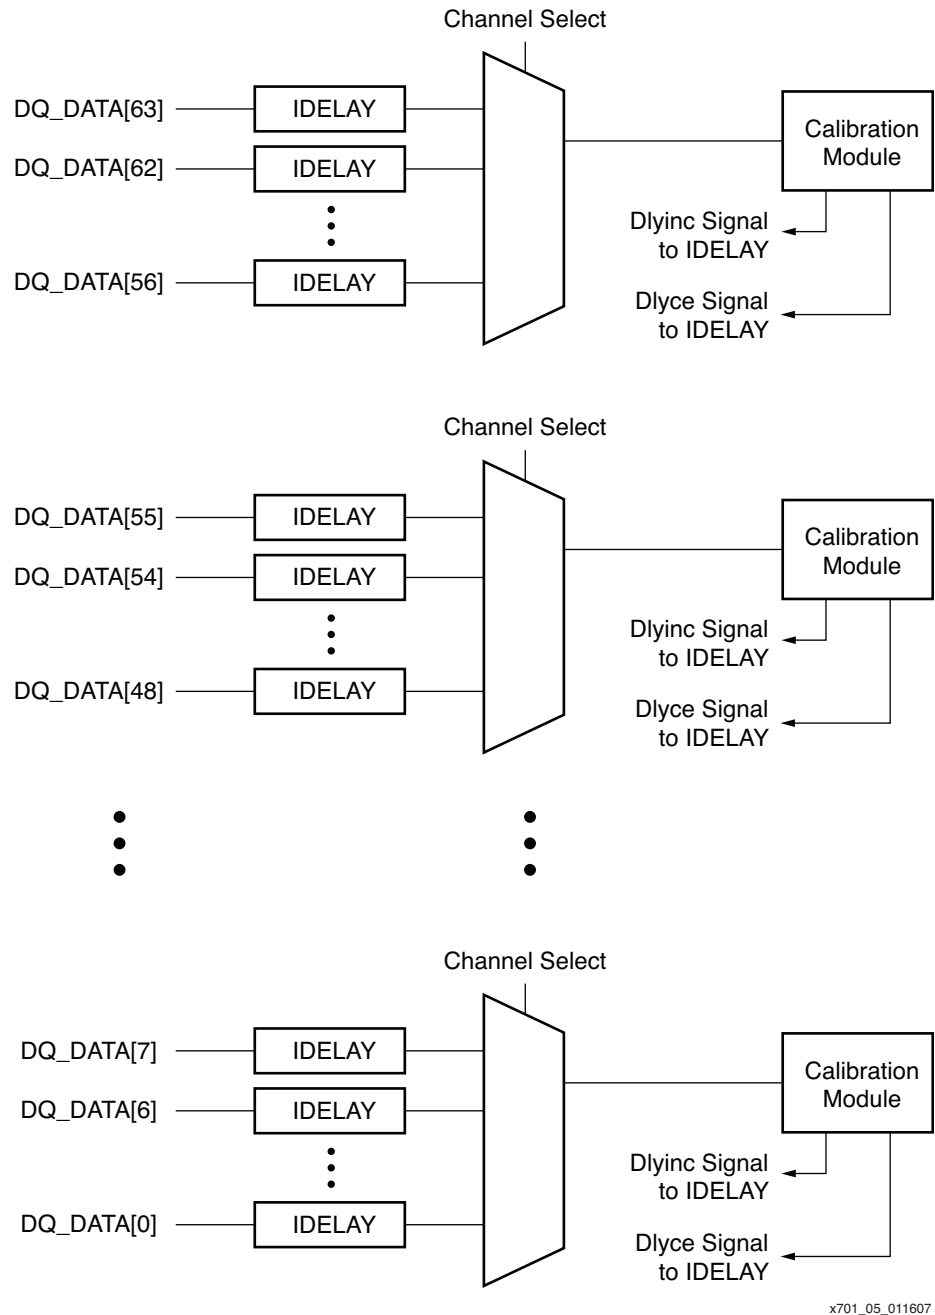 Channel Select
DQ_DATA[63]
IDELAY
Calibration
Module
DQ_DATA[62]
IDELAY
Dlyinc Signal
to IDELAY
DQ_DATA[56]
IDELAY
Dlyce Signal
to IDELAY
Channel Select
DQ_DATA[55]
IDELAY
Calibration
Module
DQ_DATA[54]
IDELAY
Dlyinc Signal
to IDELAY
DQ_DATA[48]
IDELAY
Dlyce Signal
to IDELAY
Channel Select
DQ_DATA[7]
IDELAY
Calibration
Module
DQ_DATA[6]
IDELAY
Dlyinc Signal
to IDELAY
DQ_DATA[0]
IDELAY
Dlyce Signal
to IDELAY
x701_05_011607